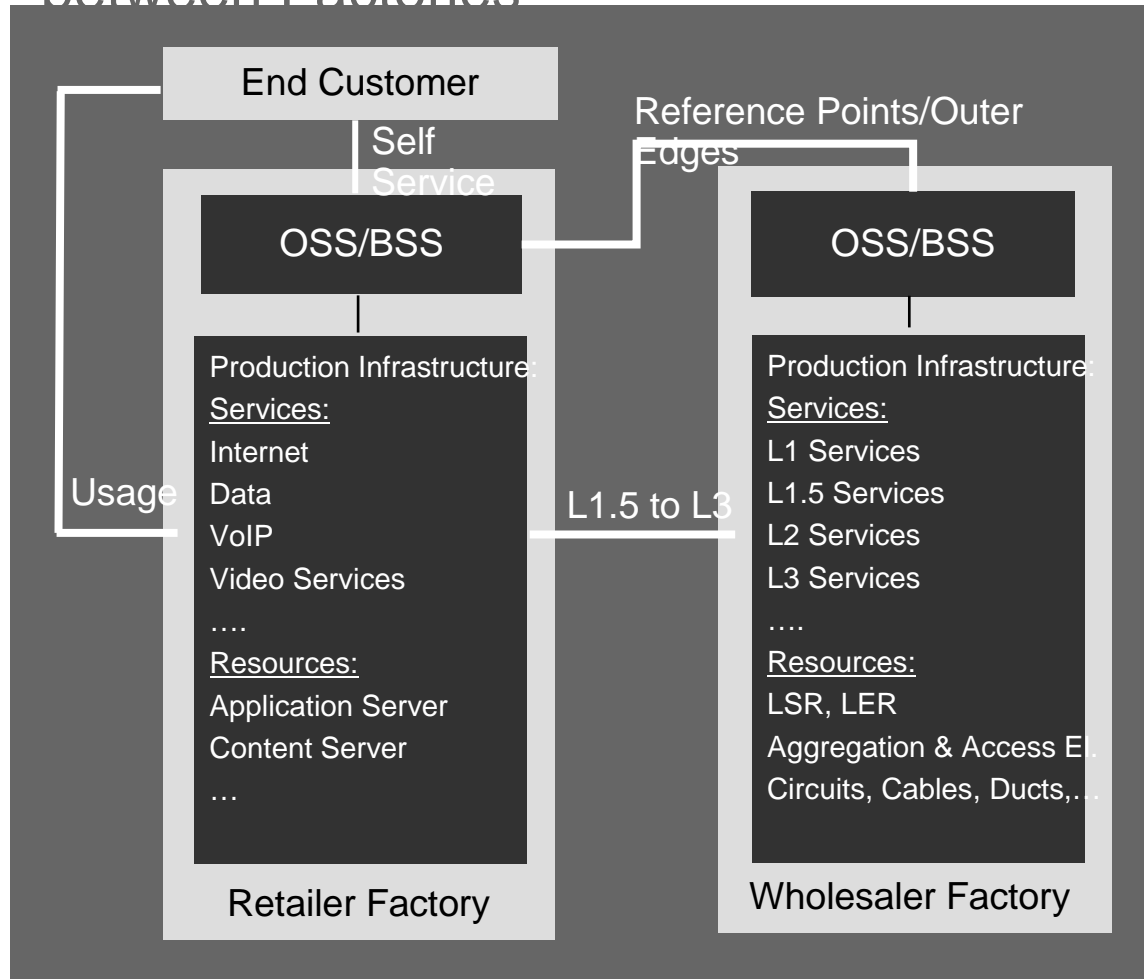 between Factories
End Customer
Self
Service
Reference Points/Outer
Edges
OSS/BSS
OSS/BSS
Production Infrastructure:
Services:
Internet
Data
VoIP
Video Services
….
Resources:
Application Server
Content Server
…
Usage
L1.5 to L3
Production Infrastructure:
Services:
L1 Services
L1.5 Services
L2 Services
L3 Services
….
Resources:
LSR, LER
Aggregation & Access El.
Circuits, Cables, Ducts,…
Retailer Factory
Wholesaler Factory